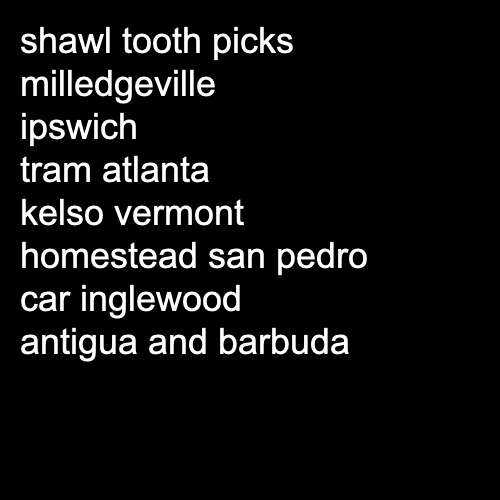 shawl tooth picks
milledgeville
ipswich
tram atlanta
kelso vermont
homestead san pedro
car inglewood
antigua and barbuda